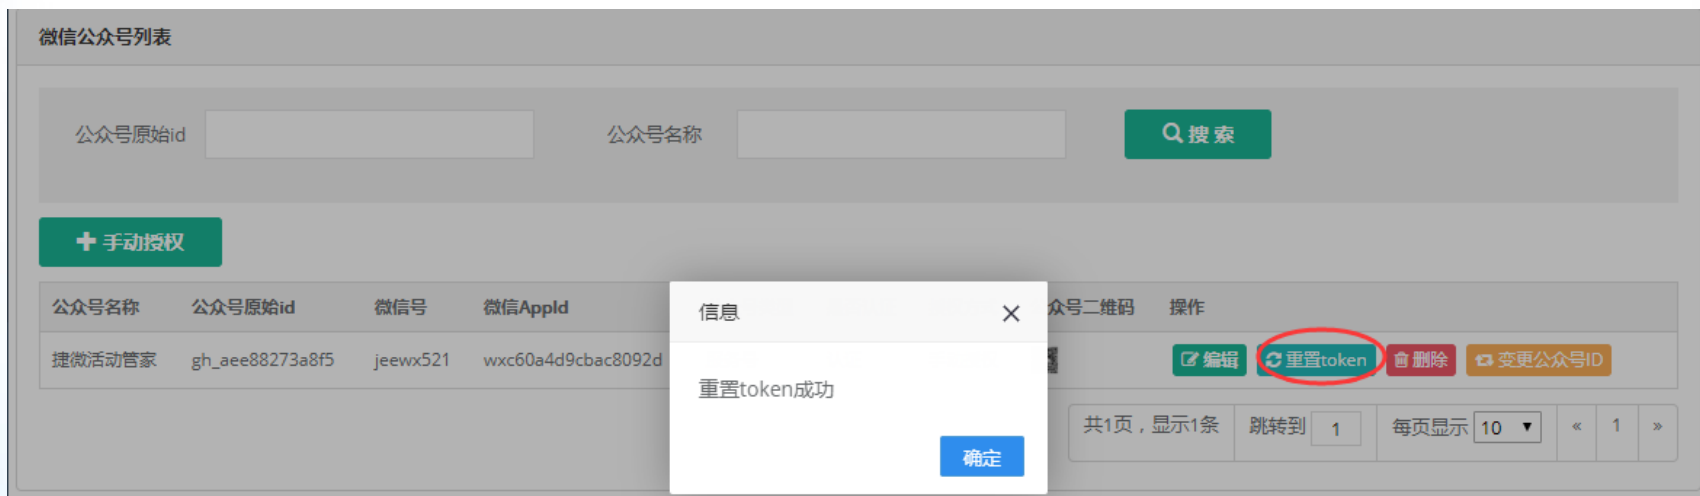 微信公众号列表
公众号原始id 公众号名称 搜 索
手动授权
公众号名称 公众号原始id 微信号 微信AppId 众号二维码 操作
捷微活动管家 gh_aee88273a8f5 jeewx521 wxc60a4d9cbac8092d 编辑 重置token 删除 变更公众号ID
信息
重置token成功
确定
共1页，显示1条 跳转到 1 每页显示 10 « 1 »